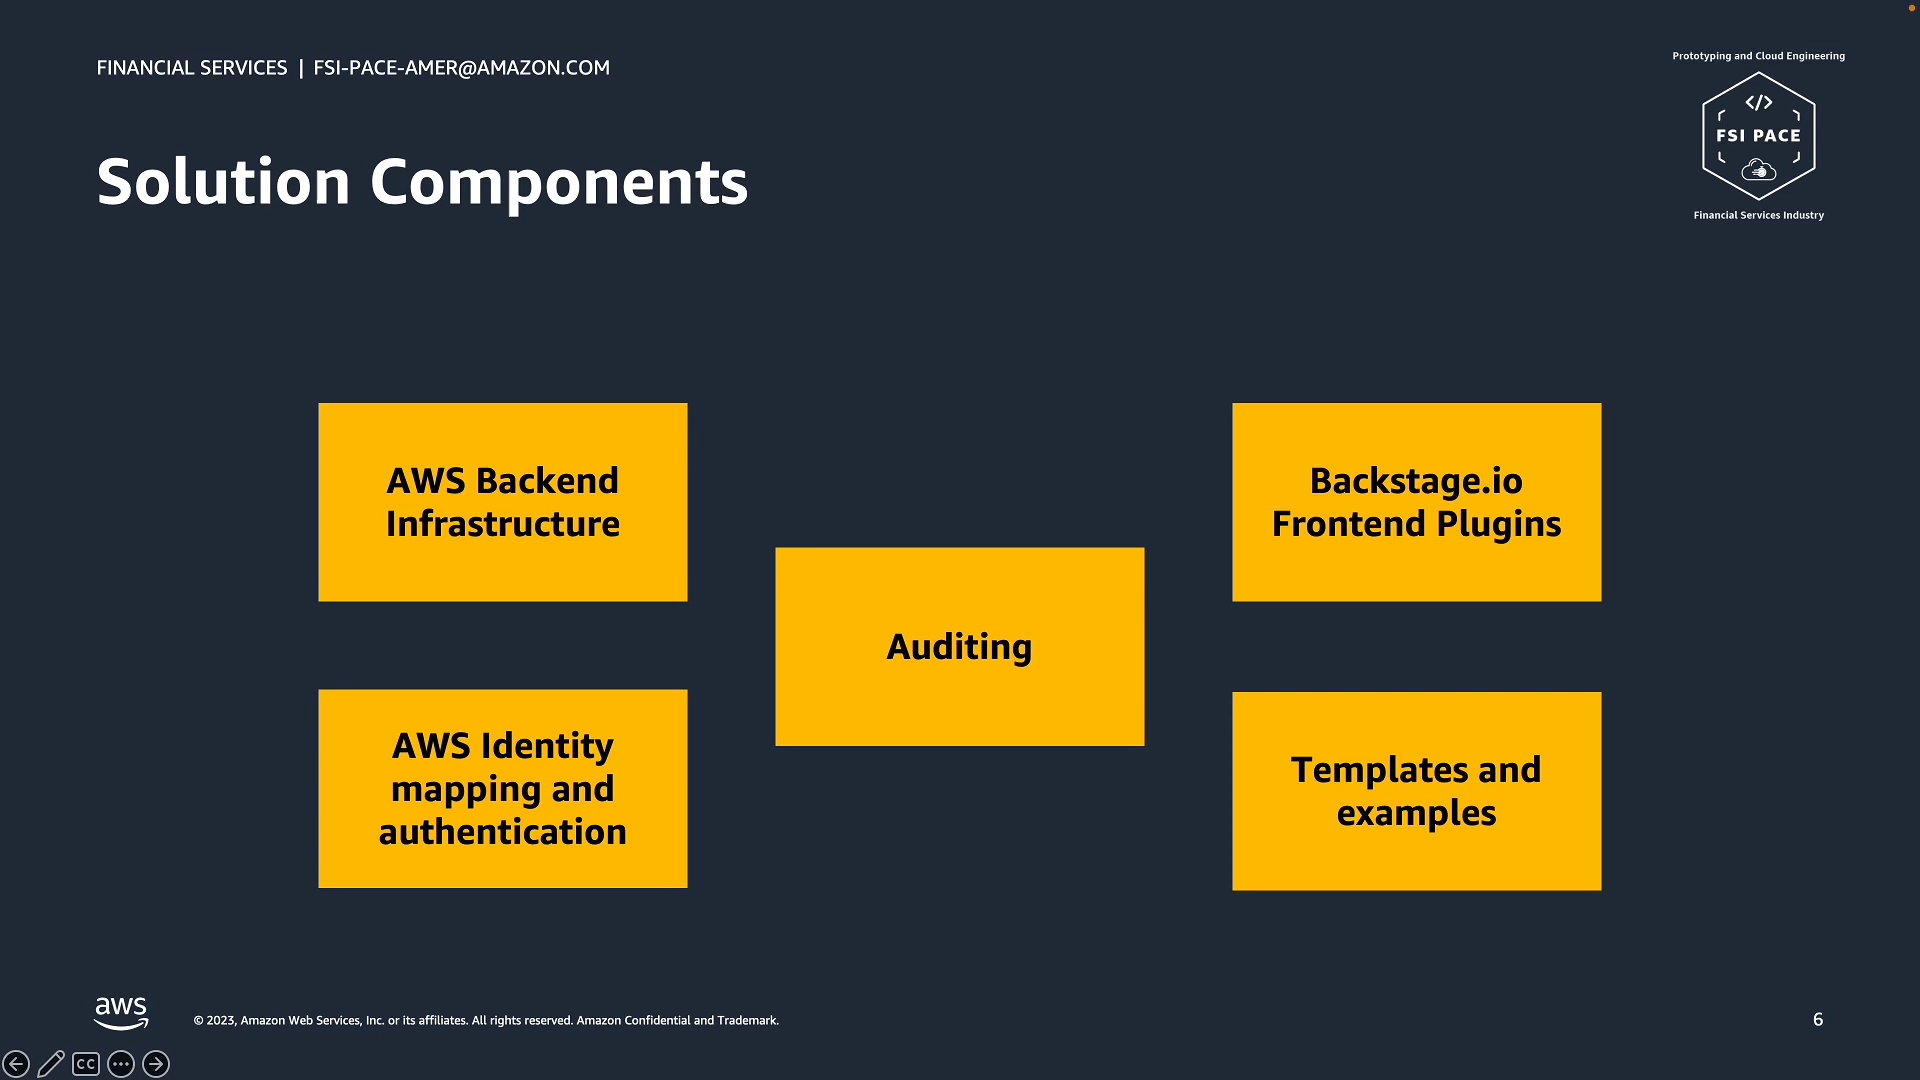 FINANCIAL SERVICES | FSI-PACE-AMER@AMAZON.COM
Prototyping and Cloud Engineering
</>
FSI PACE
Financial Services Industry
Solution Components
AWS Backend
Infrastructure
Backstage.io
Frontend Plugins
Auditing
AWS Identity
mapping and
authentication
Templates and
examples
aws
© 2023, Amazon Web Services, Inc. or its affiliates. All rights reserved. Amazon Confidential and Trademark.
6
CC